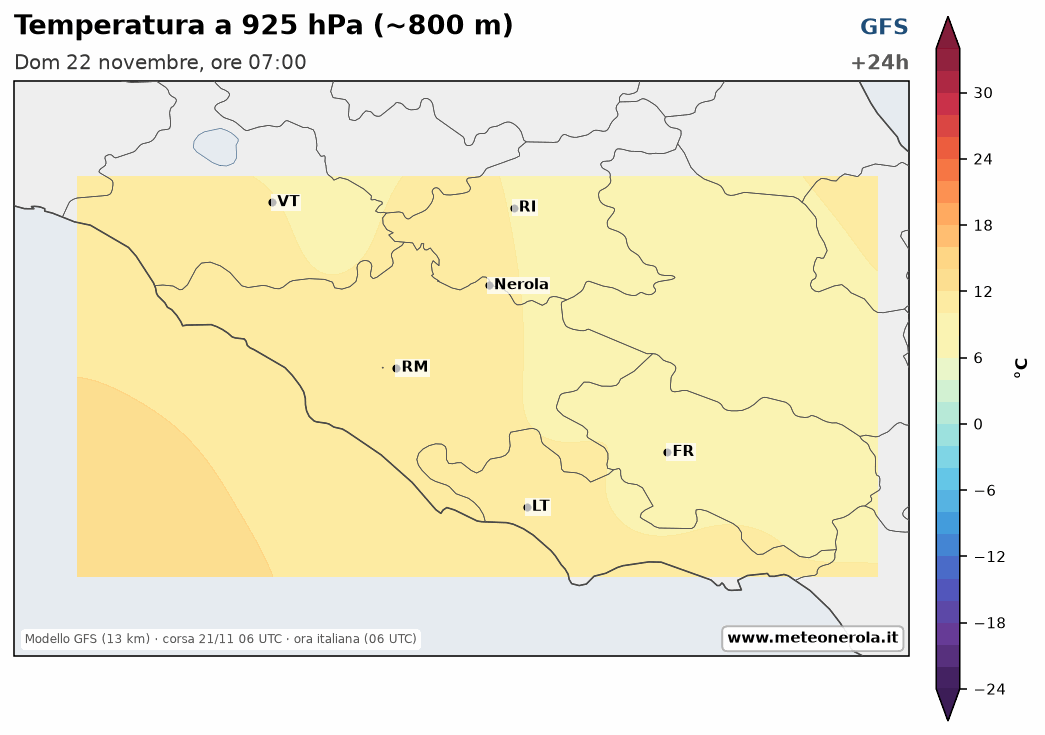 Temperatura a 925 hPa (~800 m)
GFS
Dom 22 novembre, ore 07:00
+24h
VT
RI
Nerola
RM
FR
LT
30
24
18
12
6
0
−6
−12
−18
−24
°C
Modello GFS (13 km) · corsa 21/11 06 UTC · ora italiana (06 UTC)
www.meteonerola.it